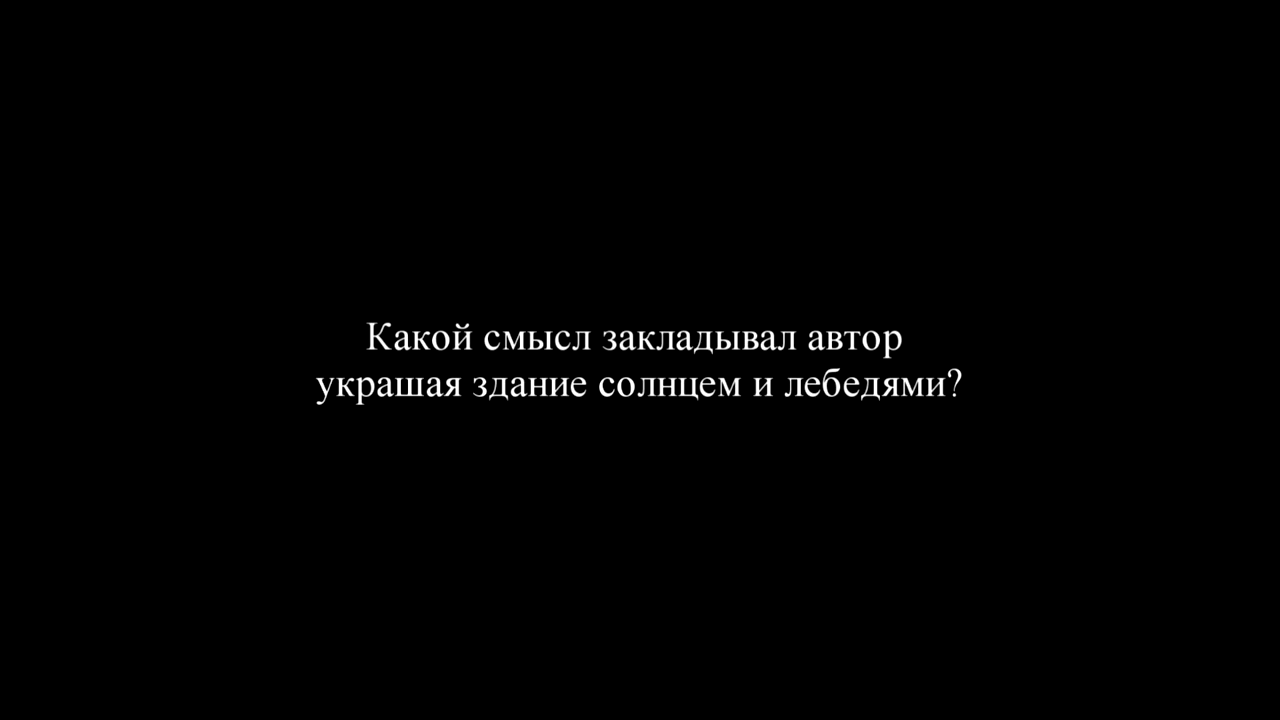 Какой смысл закладывал автор
украшая здание солнцем и лебедями?